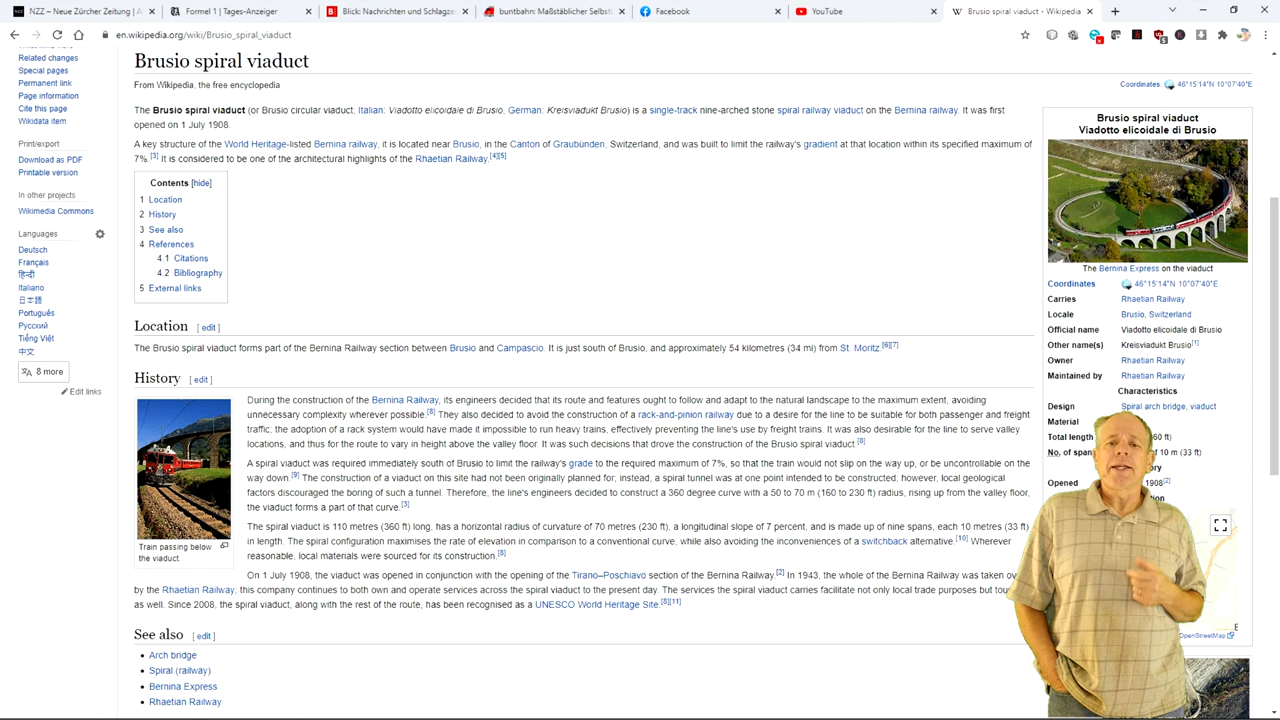 NZZ – Neue Zürcher Zeitung | A
Formel 1 | Tages-Anzeiger
Blick: Nachrichten und Schlagze
buntbahn: Maßstäblicher Selbst
Facebook
YouTube
Brusio spiral viaduct - Wikipedia
en.wikipedia.org/wiki/Brusio_spiral_viaduct
Related changes
Special pages
Permanent link
Page information
Cite this page
Wikidata item
Print/export
Download as PDF
Printable version
In other projects
Wikimedia Commons
Languages
Deutsch
Français
हिन्दी
Italiano
日本語
Português
Русский
Tiếng Việt
中文
8 more
Edit links
Brusio spiral viaduct
From Wikipedia, the free encyclopedia
Coordinates: 46°15′14″N 10°07′40″E
The Brusio spiral viaduct (or Brusio circular viaduct; Italian: Viadotto elicoidale di Brusio, German: Kreisviadukt Brusio) is a single-track nine-arched stone spiral railway viaduct on the Bernina railway. It was first
opened on 1 July 1908.
A key structure of the World Heritage-listed Bernina railway, it is located near Brusio, in the Canton of Graubünden, Switzerland, and was built to limit the railway's gradient at that location within its specified maximum of
7%.[3] It is considered to be one of the architectural highlights of the Rhaetian Railway.[4][5]
Contents [hide]
1 Location
2 History
3 See also
4 References
4.1 Citations
4.2 Bibliography
5 External links
Location [ edit ]
The Brusio spiral viaduct forms part of the Bernina Railway section between Brusio and Campascio. It is just south of Brusio, and approximately 54 kilometres (34 mi) from St. Moritz.[6][7]
History [ edit ]
During the construction of the Bernina Railway, its engineers decided that its route and features ought to follow and adapt to the natural landscape to the maximum extent, avoiding
unnecessary complexity wherever possible.[8] They also decided to avoid the construction of a rack-and-pinion railway due to a desire for the line to be suitable for both passenger and freight
traffic; the adoption of a rack system would have made it impossible to run heavy trains, effectively preventing the line's use by freight trains. It was also desirable for the line to serve valley
locations, and thus for the route to vary in height above the valley floor. It was such decisions that drove the construction of the Brusio spiral viaduct.[8]
A spiral viaduct was required immediately south of Brusio to limit the railway's grade to the required maximum of 7%, so that the train would not slip on the way up, or be uncontrollable on the
way down.[9] The construction of a viaduct on this site had not been originally planned for; instead, a spiral tunnel was at one point intended to be constructed, however, local geological
factors discouraged the boring of such a tunnel. Therefore, the line's engineers decided to construct a 360 degree curve with a 50 to 70 m (160 to 230 ft) radius, rising up from the valley floor,
the viaduct forms a part of that curve.[3]
The spiral viaduct is 110 metres (360 ft) long, has a horizontal radius of curvature of 70 metres (230 ft), a longitudinal slope of 7 percent, and is made up of nine spans, each 10 metres (33 ft)
in length. The spiral configuration maximises the rate of elevation in comparison to a conventional curve, while also avoiding the inconveniences of a switchback alternative.[10] Wherever
reasonable, local materials were sourced for its construction.[8]
On 1 July 1908, the viaduct was opened in conjunction with the opening of the Tirano–Poschiavo section of the Bernina Railway.[2] In 1943, the whole of the Bernina Railway was taken ov
by the Rhaetian Railway; this company continues to both own and operate services across the spiral viaduct to the present day. The services the spiral viaduct carries facilitate not only local trade purposes but tou
as well. Since 2008, the spiral viaduct, along with the rest of the route, has been recognised as a UNESCO World Heritage Site.[8][11]
Train passing below
the viaduct
See also [ edit ]
Arch bridge
Spiral (railway)
Bernina Express
Rhaetian Railway
Brusio spiral viaduct
Viadotto elicoidale di Brusio
The Bernina Express on the viaduct
Coordinates 46°15′14″N 10°07′40″E
Carries Rhaetian Railway
Locale Brusio, Switzerland
Official name Viadotto elicoidale di Brusio
Other name(s) Kreisviadukt Brusio[1]
Owner Rhaetian Railway
Maintained by Rhaetian Railway
Characteristics
Design Spiral arch bridge, viaduct
Material
Total length 60 ft)
No. of span of 10 m (33 ft)
ry
Opened 1908[2]
ion
OpenStreetMap